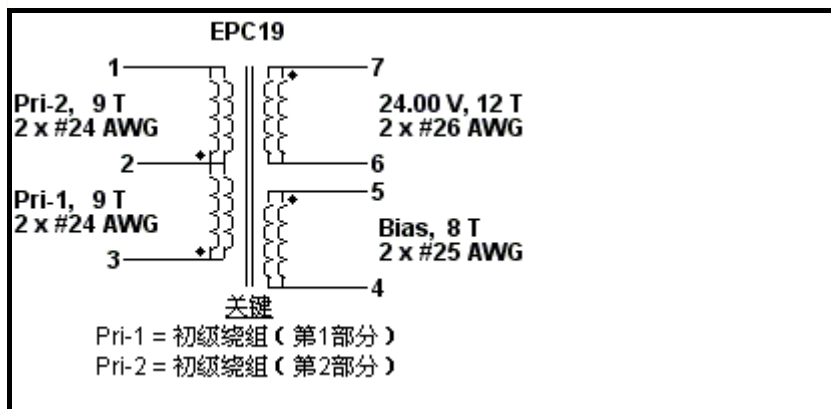 EPC19
1
7
Pri-2, 9 T
2 x #24 AWG
24.00 V, 12 T
2 x #26 AWG
2
6
5
Pri-1, 9 T
2 x #24 AWG
Bias, 8 T
2 x #25 AWG
3
4
关键
Pri-1 = 初级绕组（第1部分）
Pri-2 = 初级绕组（第2部分）